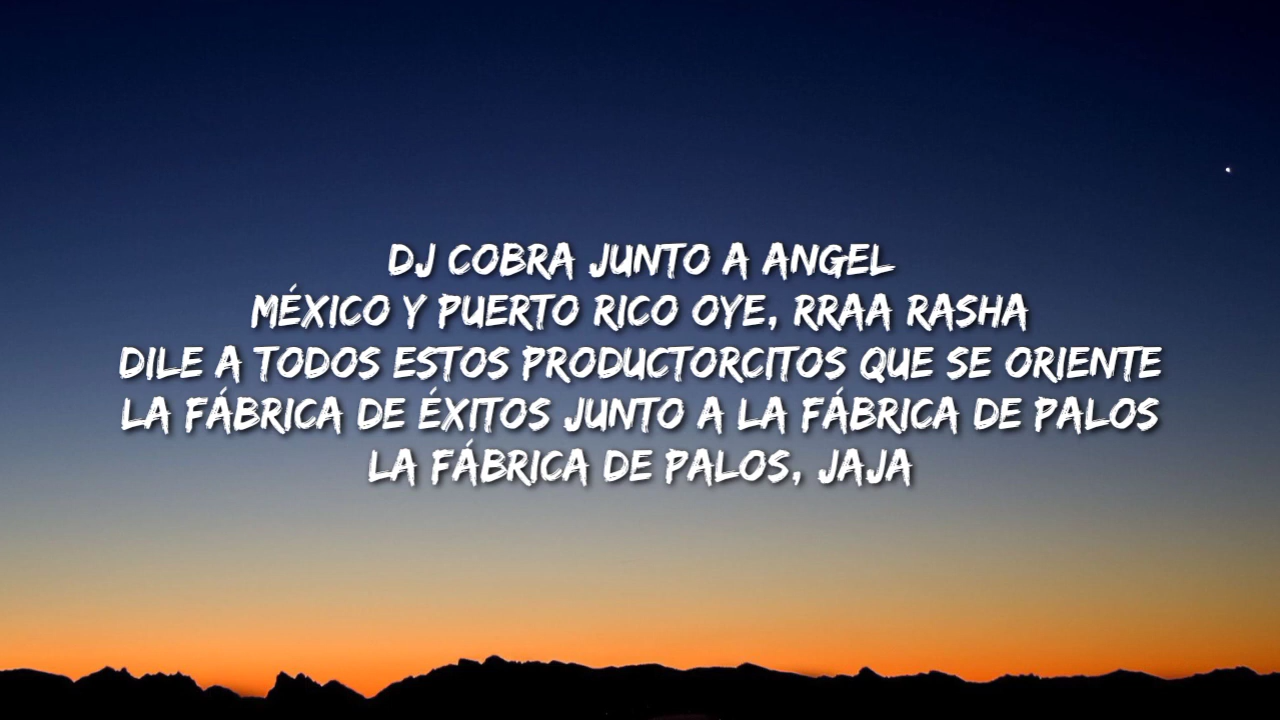 DJ COBRA JUNTO A ANGEL
MÉXICO Y PUERTO RICO OYE, RRAA RASHA
DILE A TODOS ESTOS PRODUCTORCITOS QUE SE ORIENTE
LA FÁBRICA DE ÉXITOS JUNTO A LA FÁBRICA DE PALOS
LA FÁBRICA DE PALOS, JAJA